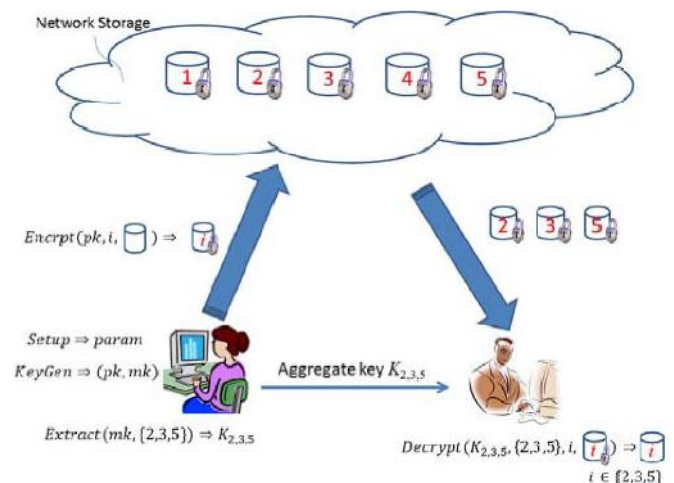 Network Storage
1 2 3 4 5
Encrpt(pk, i, ) ⇒ i
2 3 5
Setup ⇒ param
KeyGen ⇒ (pk, mk)
Aggregate key K₂,₃,₅
Extract(mk, {2,3,5}) ⇒ K₂,₃,₅
Decrypt(K₂,₃,₅, {2,3,5}, i, i ) ⇒ i
i ∈ {2,3,5}